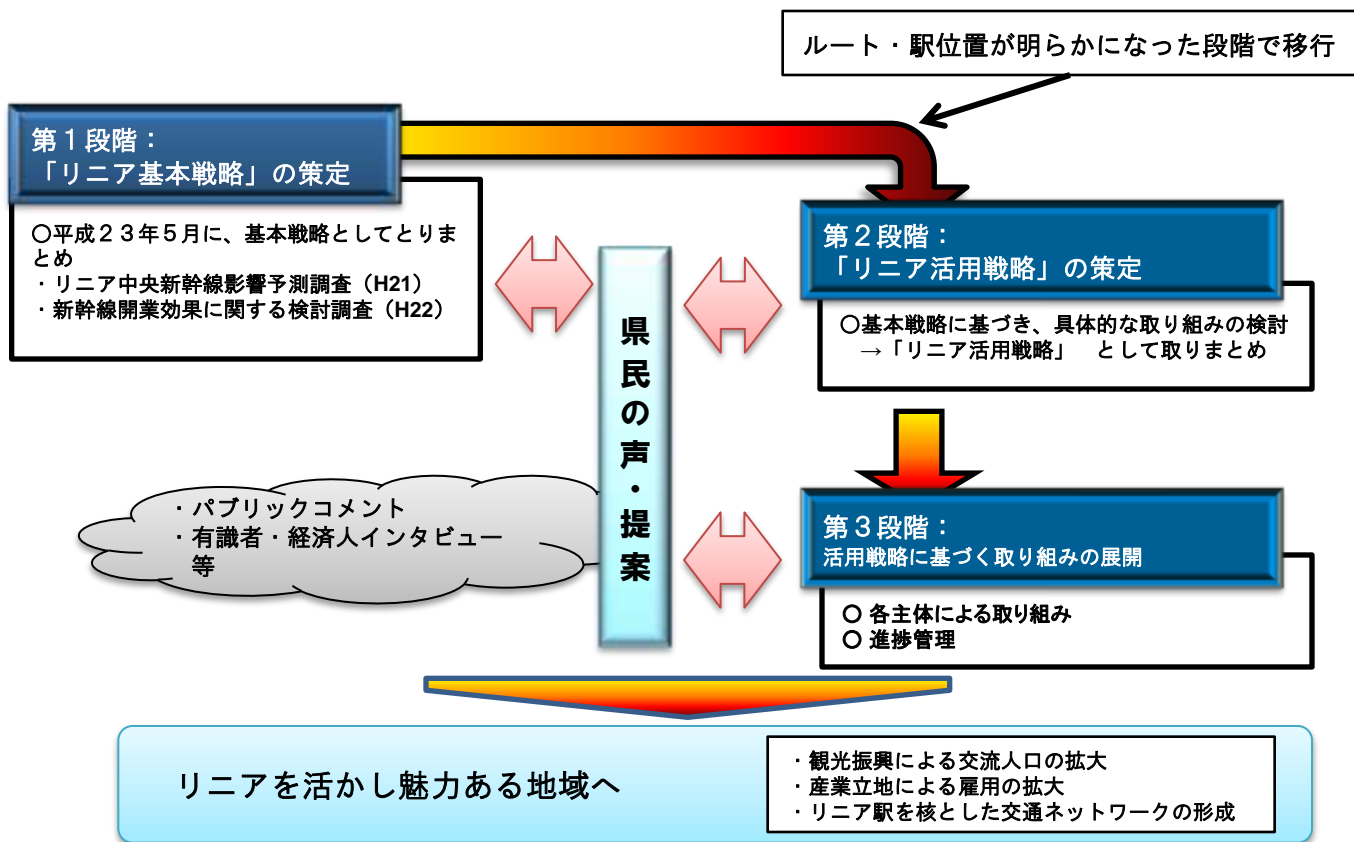 ルート・駅位置が明らかになった段階で移行
第１段階：
「リニア基本戦略」の策定
○平成２３年５月に、基本戦略としてとりま
とめ
・リニア中央新幹線影響予測調査（H21）
・新幹線開業効果に関する検討調査（H22）
第２段階：
「リニア活用戦略」の策定
○基本戦略に基づき、具体的な取り組みの検討
→「リニア活用戦略」　として取りまとめ
県民の声・提案
・パブリックコメント
・有識者・経済人インタビュー
等
第３段階：
活用戦略に基づく取り組みの展開
○ 各主体による取り組み
○ 進捗管理
リニアを活かし魅力ある地域へ
・観光振興による交流人口の拡大
・産業立地による雇用の拡大
・リニア駅を核とした交通ネットワークの形成